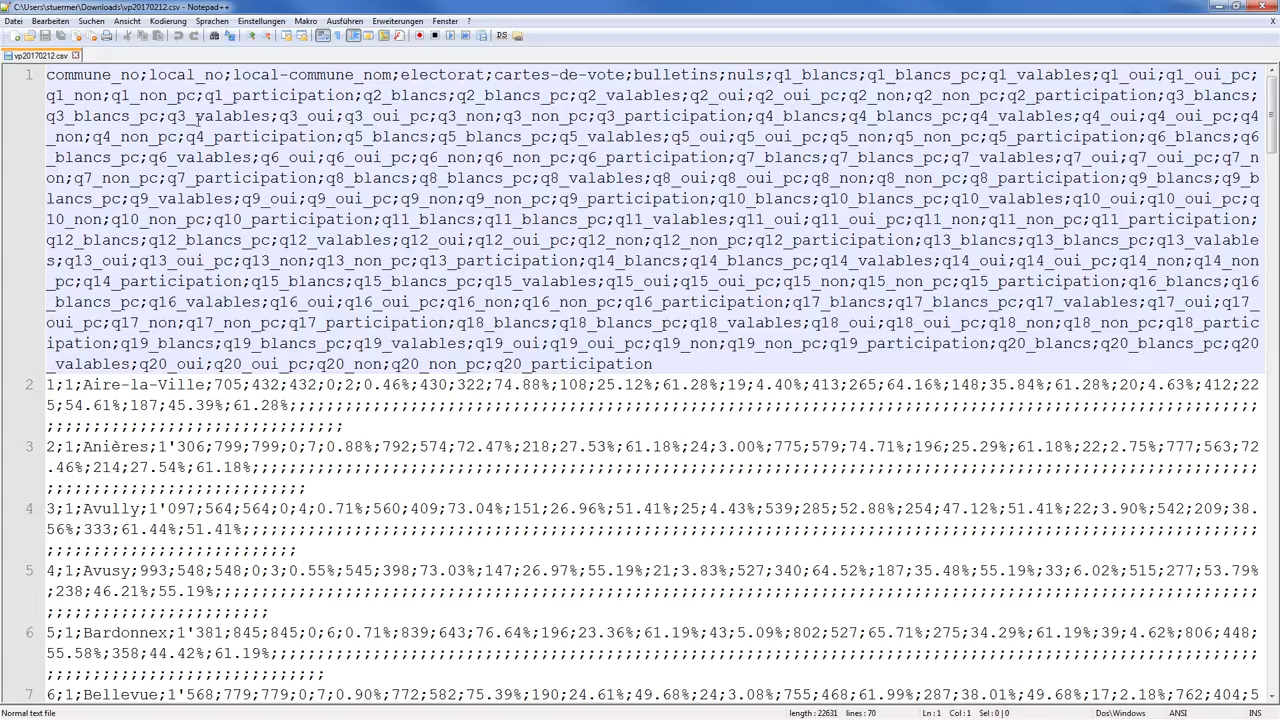 C:\Users\stuermer\Downloads\vp20170212.csv - Notepad++
Datei Bearbeiten Suchen Ansicht Kodierung Sprachen Einstellungen Makro Ausführen Erweiterungen Fenster ? X
vp20170212.csv
1 commune_no;local_no;local-commune_nom;electorat;cartes-de-vote;bulletins;nuls;q1_blancs;q1_blancs_pc;q1_valables;q1_oui;q1_oui_pc;
q1_non;q1_non_pc;q1_participation;q2_blancs;q2_blancs_pc;q2_valables;q2_oui;q2_oui_pc;q2_non;q2_non_pc;q2_participation;q3_blancs;
q3_blancs_pc;q3_valables;q3_oui;q3_oui_pc;q3_non;q3_non_pc;q3_participation;q4_blancs;q4_blancs_pc;q4_valables;q4_oui;q4_oui_pc;q4
_non;q4_non_pc;q4_participation;q5_blancs;q5_blancs_pc;q5_valables;q5_oui;q5_oui_pc;q5_non;q5_non_pc;q5_participation;q6_blancs;q6
_blancs_pc;q6_valables;q6_oui;q6_oui_pc;q6_non;q6_non_pc;q6_participation;q7_blancs;q7_blancs_pc;q7_valables;q7_oui;q7_oui_pc;q7_n
on;q7_non_pc;q7_participation;q8_blancs;q8_blancs_pc;q8_valables;q8_oui;q8_oui_pc;q8_non;q8_non_pc;q8_participation;q9_blancs;q9_b
lancs_pc;q9_valables;q9_oui;q9_oui_pc;q9_non;q9_non_pc;q9_participation;q10_blancs;q10_blancs_pc;q10_valables;q10_oui;q10_oui_pc;q
10_non;q10_non_pc;q10_participation;q11_blancs;q11_blancs_pc;q11_valables;q11_oui;q11_oui_pc;q11_non;q11_non_pc;q11_participation;
q12_blancs;q12_blancs_pc;q12_valables;q12_oui;q12_oui_pc;q12_non;q12_non_pc;q12_participation;q13_blancs;q13_blancs_pc;q13_valable
s;q13_oui;q13_oui_pc;q13_non;q13_non_pc;q13_participation;q14_blancs;q14_blancs_pc;q14_valables;q14_oui;q14_oui_pc;q14_non;q14_non
_pc;q14_participation;q15_blancs;q15_blancs_pc;q15_valables;q15_oui;q15_oui_pc;q15_non;q15_non_pc;q15_participation;q16_blancs;q16
_blancs_pc;q16_valables;q16_oui;q16_oui_pc;q16_non;q16_non_pc;q16_participation;q17_blancs;q17_blancs_pc;q17_valables;q17_oui;q17_
oui_pc;q17_non;q17_non_pc;q17_participation;q18_blancs;q18_blancs_pc;q18_valables;q18_oui;q18_oui_pc;q18_non;q18_non_pc;q18_partic
ipation;q19_blancs;q19_blancs_pc;q19_valables;q19_oui;q19_oui_pc;q19_non;q19_non_pc;q19_participation;q20_blancs;q20_blancs_pc;q20
_valables;q20_oui;q20_oui_pc;q20_non;q20_non_pc;q20_participation
2 1;1;Aire-la-Ville;705;432;432;0;2;0.46%;430;322;74.88%;108;25.12%;61.28%;19;4.40%;413;265;64.16%;148;35.84%;61.28%;20;4.63%;412;22
5;54.61%;187;45.39%;61.28%;;;;;;;;;;;;;;;;;;;;;;;;;;;;;;;;;;;;;;;;;;;;;;;;;;;;;;;;;;;;;;;;;;;;;;;;;;;;;;;;;;;;;;;;;;;;;;;;;;;;;;;;
;;;;;;;;;;;;;;;;;;;;;;;;;;;;;;;;
3 2;1;Anières;1'306;799;799;0;7;0.88%;792;574;72.47%;218;27.53%;61.18%;24;3.00%;775;579;74.71%;196;25.29%;61.18%;22;2.75%;777;563;72
.46%;214;27.54%;61.18%;;;;;;;;;;;;;;;;;;;;;;;;;;;;;;;;;;;;;;;;;;;;;;;;;;;;;;;;;;;;;;;;;;;;;;;;;;;;;;;;;;;;;;;;;;;;;;;;;;;;;;;;;;;;
;;;;;;;;;;;;;;;;;;;;;;;;;;;;
4 3;1;Avully;1'097;564;564;0;4;0.71%;560;409;73.04%;151;26.96%;51.41%;25;4.43%;539;285;52.88%;254;47.12%;51.41%;22;3.90%;542;209;38.
56%;333;61.44%;51.41%;;;;;;;;;;;;;;;;;;;;;;;;;;;;;;;;;;;;;;;;;;;;;;;;;;;;;;;;;;;;;;;;;;;;;;;;;;;;;;;;;;;;;;;;;;;;;;;;;;;;;;;;;;;;;
;;;;;;;;;;;;;;;;;;;;;;;;;;;
5 4;1;Avusy;993;548;548;0;3;0.55%;545;398;73.03%;147;26.97%;55.19%;21;3.83%;527;340;64.52%;187;35.48%;55.19%;33;6.02%;515;277;53.79%
;238;46.21%;55.19%;;;;;;;;;;;;;;;;;;;;;;;;;;;;;;;;;;;;;;;;;;;;;;;;;;;;;;;;;;;;;;;;;;;;;;;;;;;;;;;;;;;;;;;;;;;;;;;;;;;;;;;;;;;;;;;;
;;;;;;;;;;;;;;;;;;;;;;;;
6 5;1;Bardonnex;1'381;845;845;0;6;0.71%;839;643;76.64%;196;23.36%;61.19%;43;5.09%;802;527;65.71%;275;34.29%;61.19%;39;4.62%;806;448;
55.58%;358;44.42%;61.19%;;;;;;;;;;;;;;;;;;;;;;;;;;;;;;;;;;;;;;;;;;;;;;;;;;;;;;;;;;;;;;;;;;;;;;;;;;;;;;;;;;;;;;;;;;;;;;;;;;;;;;;;;;
;;;;;;;;;;;;;;;;;;;;;;;;;;;;;;
7 6;1;Bellevue;1'568;779;779;0;7;0.90%;772;582;75.39%;190;24.61%;49.68%;24;3.08%;755;468;61.99%;287;38.01%;49.68%;17;2.18%;762;404;5
Normal text file length : 22631 lines : 70 Ln : 1 Col : 1 Sel : 0 | 0 Dos\Windows ANSI INS